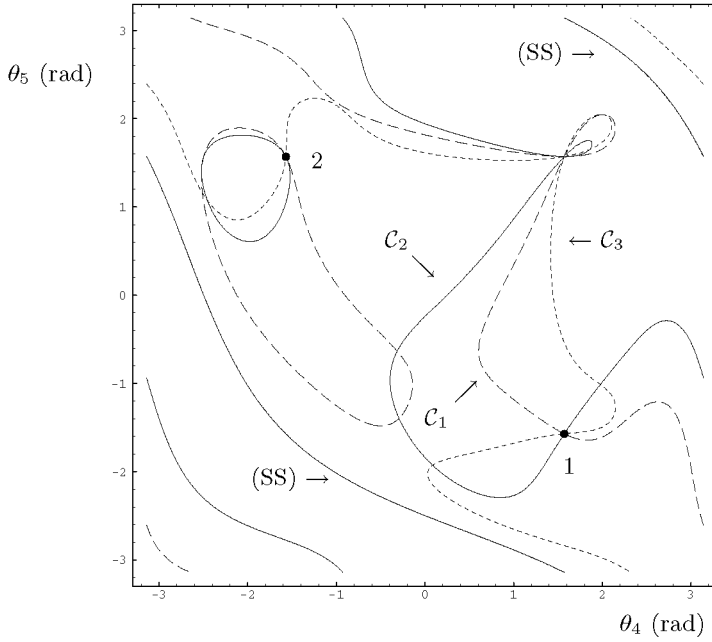 3
(SS) →
θ₅ (rad)
2
2
1
C₂
C₃
0
-1
C₁
1
-2
(SS) →
-3
-3 -2 -1 0 1 2 3
θ₄ (rad)